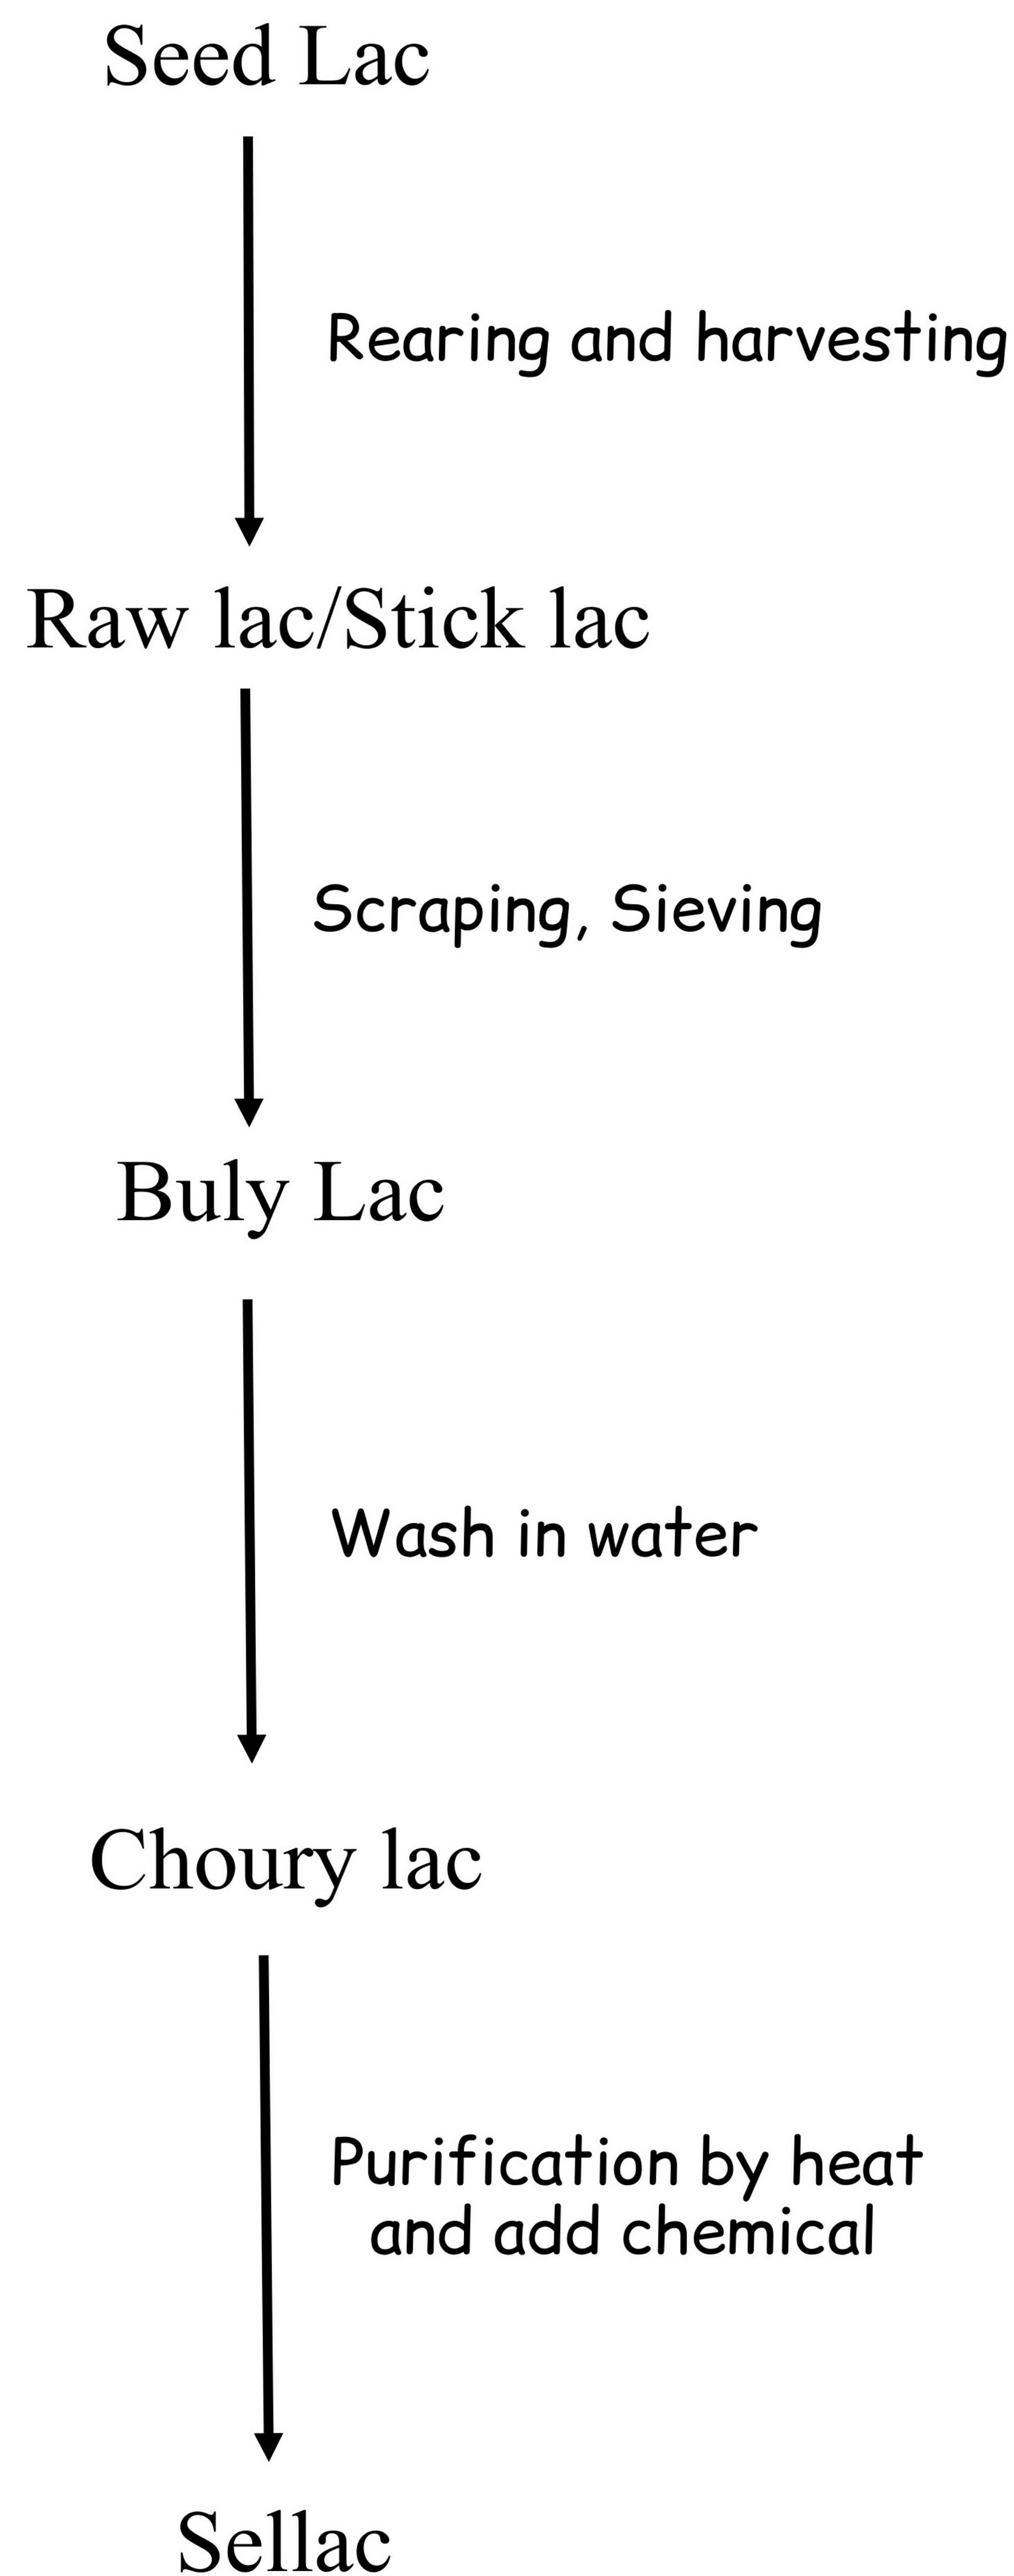 Seed Lac
Rearing and harvesting
Raw lac/Stick lac
Scraping, Sieving
Buly Lac
Wash in water
Choury lac
Purification by heat
and add chemical
Sellac